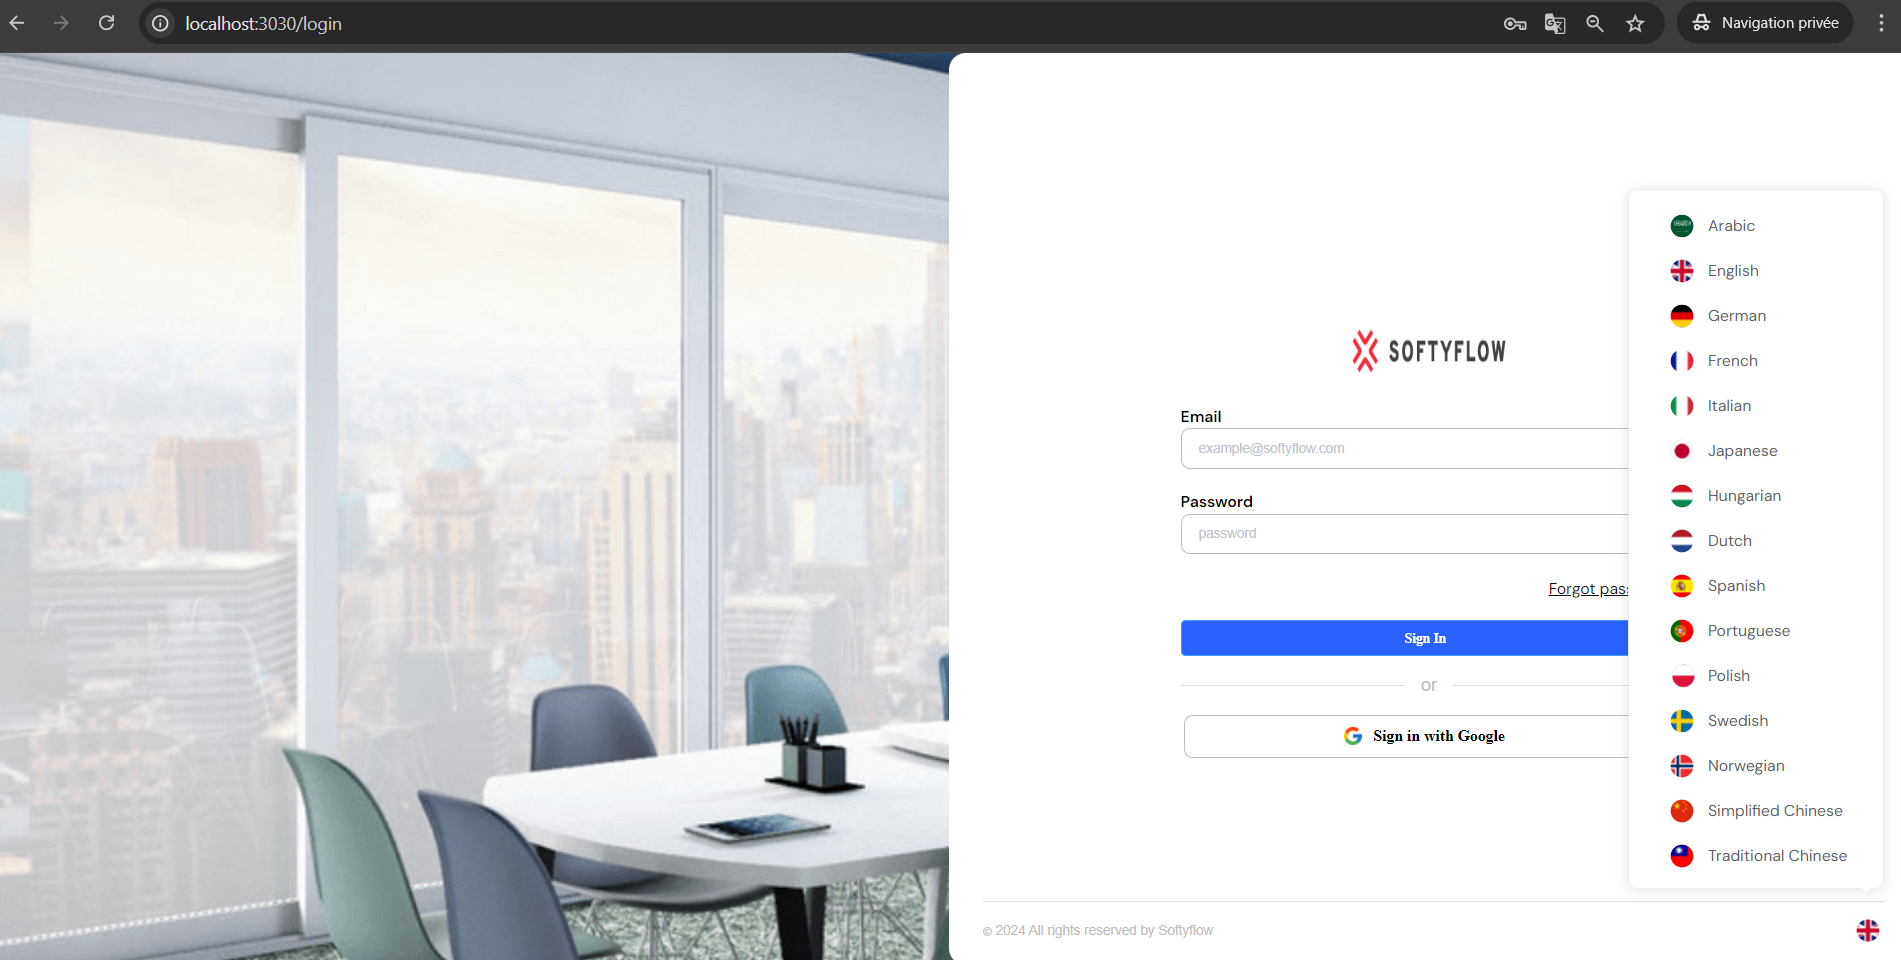 localhost:3030/login
Navigation privée
SOFTYFLOW
Email
example@softyflow.com
Password
password
Forgot pass
Sign In
or
Sign in with Google
Arabic
English
German
French
Italian
Japanese
Hungarian
Dutch
Spanish
Portuguese
Polish
Swedish
Norwegian
Simplified Chinese
Traditional Chinese
© 2024 All rights reserved by Softyflow